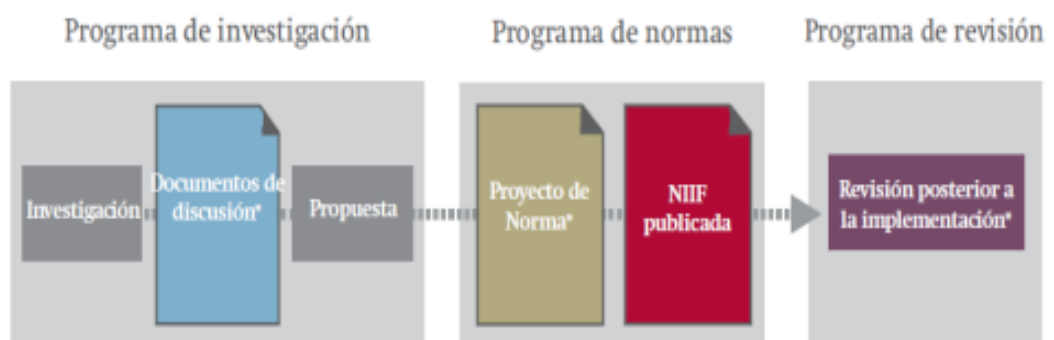 Programa de investigación
Programa de normas
Programa de revisión
Investigación
Documentos de
discusión*
Propuesta
Proyecto de
Norma*
NIIF
publicada
Revisión posterior a
la implementación*